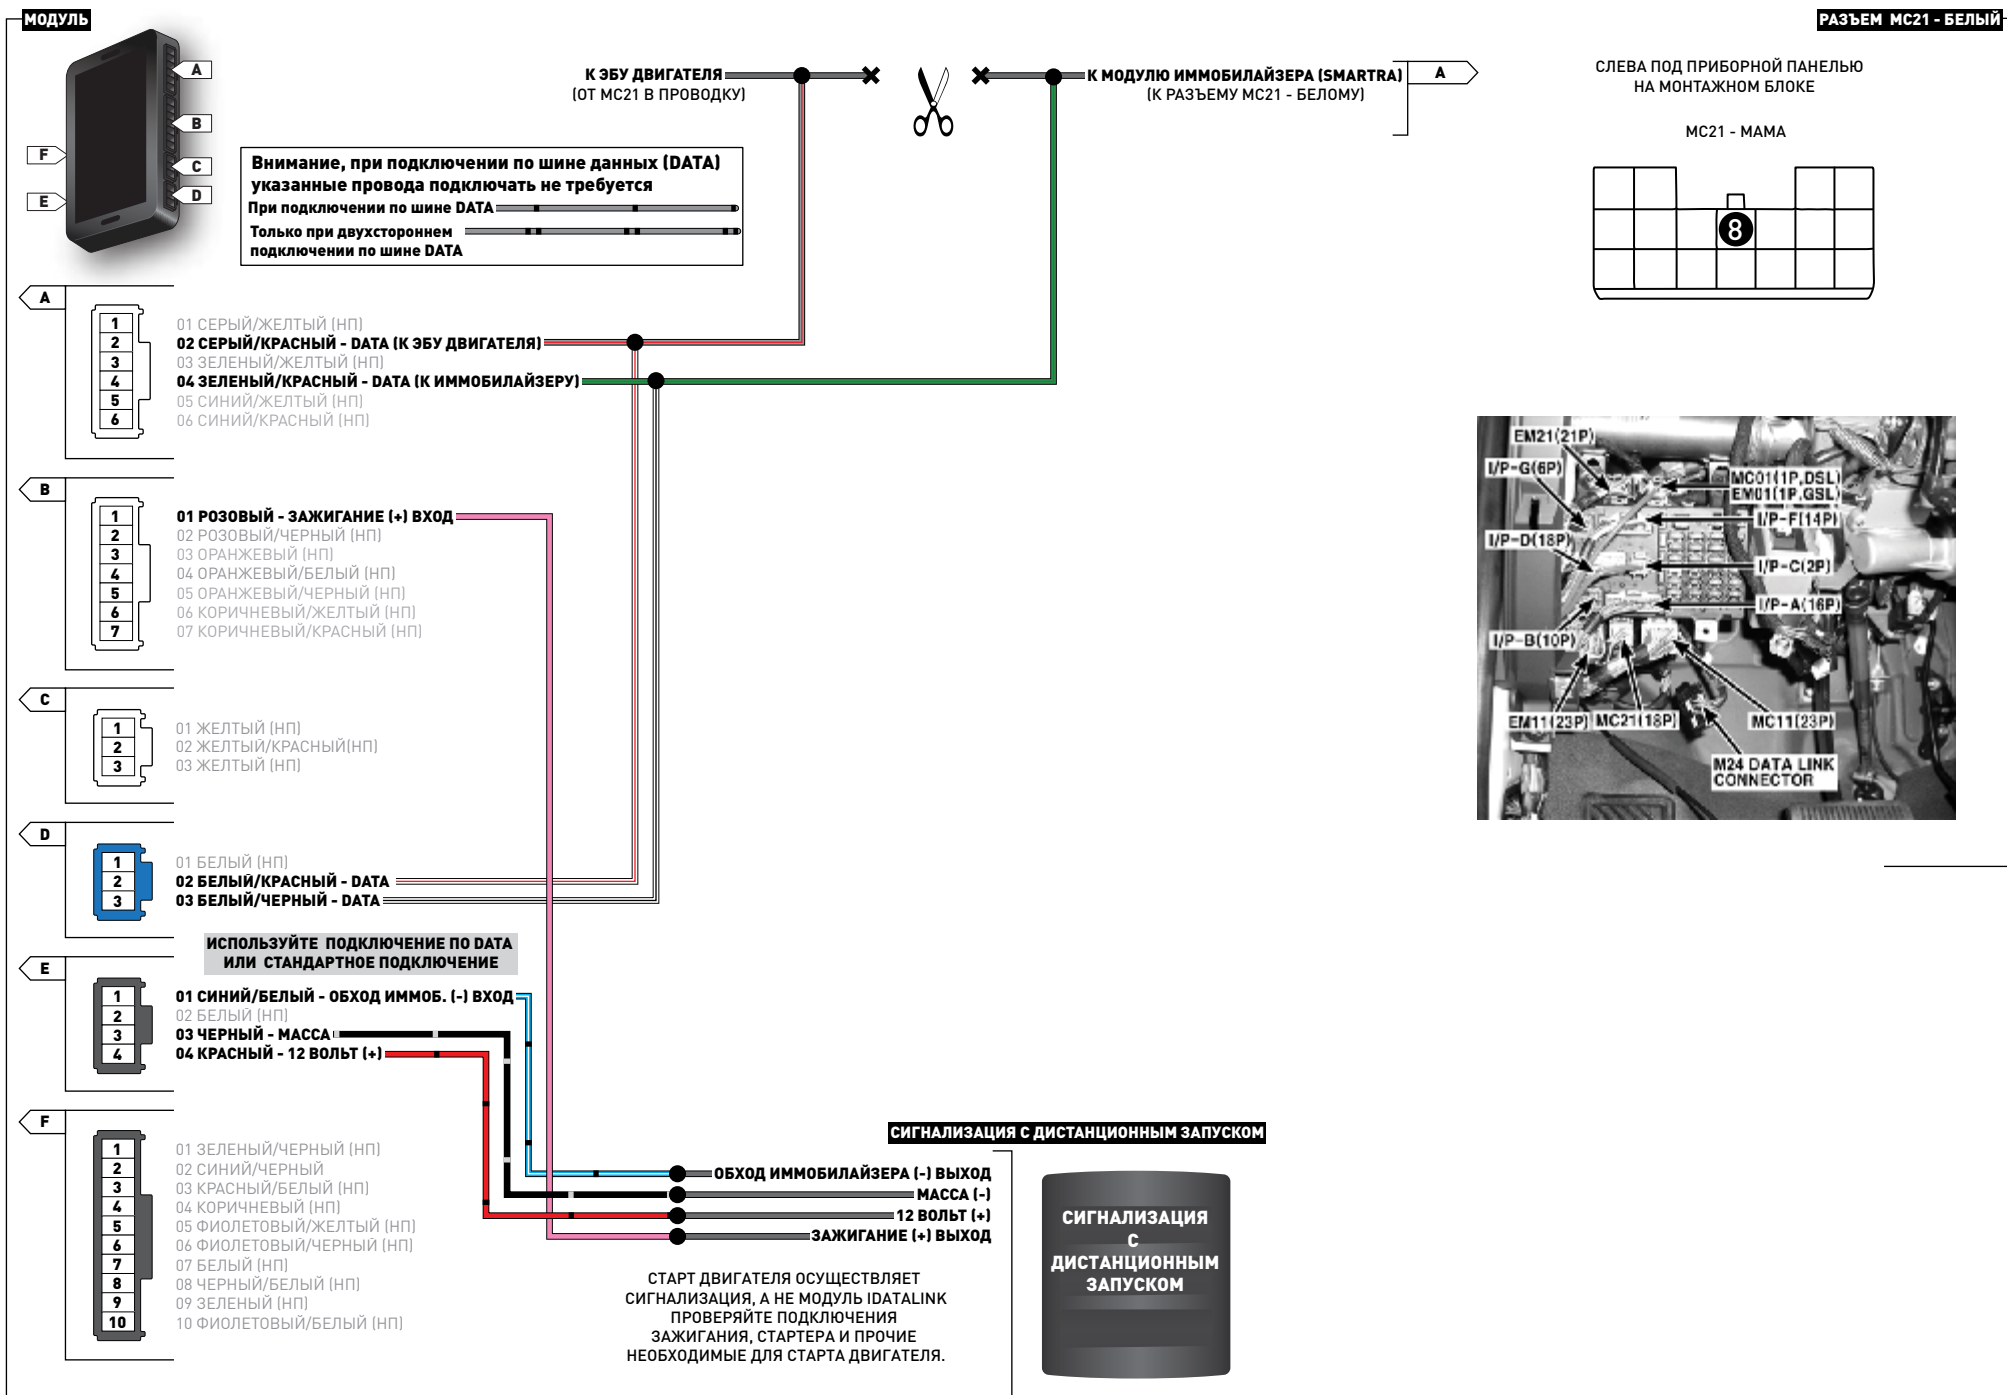 МОДУЛЬ
РАЗЪЕМ МС21 - БЕЛЫЙ
A
B
C
D
F
E
К ЭБУ ДВИГАТЕЛЯ
(ОТ МС21 В ПРОВОДКУ)
К МОДУЛЮ ИММОБИЛАЙЗЕРА (SMARTRA)
(К РАЗЪЕМУ МС21 - БЕЛОМУ)
A
СЛЕВА ПОД ПРИБОРНОЙ ПАНЕЛЬЮ
НА МОНТАЖНОМ БЛОКЕ
МС21 - МАМА
8
Внимание, при подключении по шине данных (DATA)
указанные провода подключать не требуется
При подключении по шине DATA
Только при двухстороннем
подключении по шине DATA
A
1
2
3
4
5
6
01 СЕРЫЙ/ЖЕЛТЫЙ (НП)
02 СЕРЫЙ/КРАСНЫЙ - DATA (К ЭБУ ДВИГАТЕЛЯ)
03 ЗЕЛЕНЫЙ/ЖЕЛТЫЙ (НП)
04 ЗЕЛЕНЫЙ/КРАСНЫЙ - DATA (К ИММОБИЛАЙЗЕРУ)
05 СИНИЙ/ЖЕЛТЫЙ (НП)
06 СИНИЙ/КРАСНЫЙ (НП)
B
1
2
3
4
5
6
7
01 РОЗОВЫЙ - ЗАЖИГАНИЕ (+) ВХОД
02 РОЗОВЫЙ/ЧЕРНЫЙ (НП)
03 ОРАНЖЕВЫЙ (НП)
04 ОРАНЖЕВЫЙ/БЕЛЫЙ (НП)
05 ОРАНЖЕВЫЙ/ЧЕРНЫЙ (НП)
06 КОРИЧНЕВЫЙ/ЖЕЛТЫЙ (НП)
07 КОРИЧНЕВЫЙ/КРАСНЫЙ (НП)
C
1
2
3
01 ЖЕЛТЫЙ (НП)
02 ЖЕЛТЫЙ/КРАСНЫЙ(НП)
03 ЖЕЛТЫЙ (НП)
D
1
2
3
01 БЕЛЫЙ (НП)
02 БЕЛЫЙ/КРАСНЫЙ - DATA
03 БЕЛЫЙ/ЧЕРНЫЙ - DATA
ИСПОЛЬЗУЙТЕ ПОДКЛЮЧЕНИЕ ПО DATA
ИЛИ СТАНДАРТНОЕ ПОДКЛЮЧЕНИЕ
E
1
2
3
4
01 СИНИЙ/БЕЛЫЙ - ОБХОД ИММОБ. (-) ВХОД
02 БЕЛЫЙ (НП)
03 ЧЕРНЫЙ - МАССА
04 КРАСНЫЙ - 12 ВОЛЬТ (+)
F
1
2
3
4
5
6
7
8
9
10
01 ЗЕЛЕНЫЙ/ЧЕРНЫЙ (НП)
02 СИНИЙ/ЧЕРНЫЙ
03 КРАСНЫЙ/БЕЛЫЙ (НП)
04 КОРИЧНЕВЫЙ (НП)
05 ФИОЛЕТОВЫЙ/ЖЕЛТЫЙ (НП)
06 ФИОЛЕТОВЫЙ/ЧЕРНЫЙ (НП)
07 БЕЛЫЙ (НП)
08 ЧЕРНЫЙ/БЕЛЫЙ (НП)
09 ЗЕЛЕНЫЙ (НП)
10 ФИОЛЕТОВЫЙ/БЕЛЫЙ (НП)
EM21(21P)
I/P-G(6P)
I/P-D(18P)
I/P-B(10P)
MC01(1P,DSL)
EM01(1P,GSL)
I/P-F(14P)
I/P-C(2P)
I/P-A(16P)
EM11(23P)
MC21(18P)
MC11(23P)
M24 DATA LINK
CONNECTOR
СИГНАЛИЗАЦИЯ С ДИСТАНЦИОННЫМ ЗАПУСКОМ
ОБХОД ИММОБИЛАЙЗЕРА (-) ВЫХОД
МАССА (-)
12 ВОЛЬТ (+)
ЗАЖИГАНИЕ (+) ВЫХОД
СИГНАЛИЗАЦИЯ
С
ДИСТАНЦИОННЫМ
ЗАПУСКОМ
СТАРТ ДВИГАТЕЛЯ ОСУЩЕСТВЛЯЕТ
СИГНАЛИЗАЦИЯ, А НЕ МОДУЛЬ IDATALINK
ПРОВЕРЯЙТЕ ПОДКЛЮЧЕНИЯ
ЗАЖИГАНИЯ, СТАРТЕРА И ПРОЧИЕ
НЕОБХОДИМЫЕ ДЛЯ СТАРТА ДВИГАТЕЛЯ.